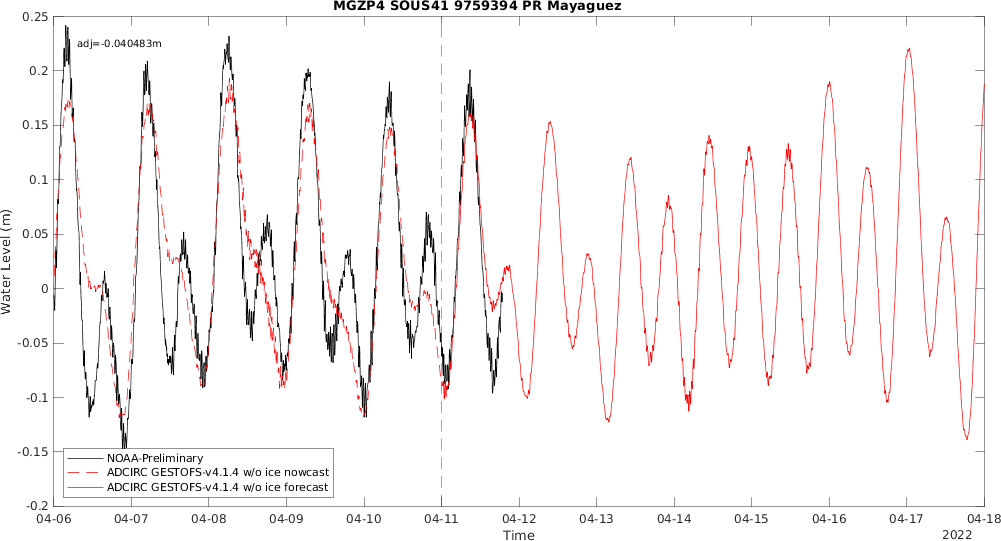 MGZP4 SOUS41 9759394 PR Mayaguez
adj=-0.040483m
0.25
0.2
0.15
0.1
0.05
0
-0.05
-0.1
-0.15
-0.2
Water Level (m)
NOAA-Preliminary
ADCIRC GESTOFS-v4.1.4 w/o ice nowcast
ADCIRC GESTOFS-v4.1.4 w/o ice forecast
04-06 04-07 04-08 04-09 04-10 04-11 04-12 04-13 04-14 04-15 04-16 04-17 04-18
Time
2022